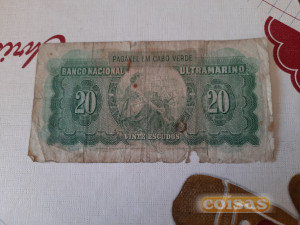 PAGAVEL EM CABO VERDE
BANCO NACIONAL ULTRAMARINO
20 20
VINTE ESCUDOS
coisas